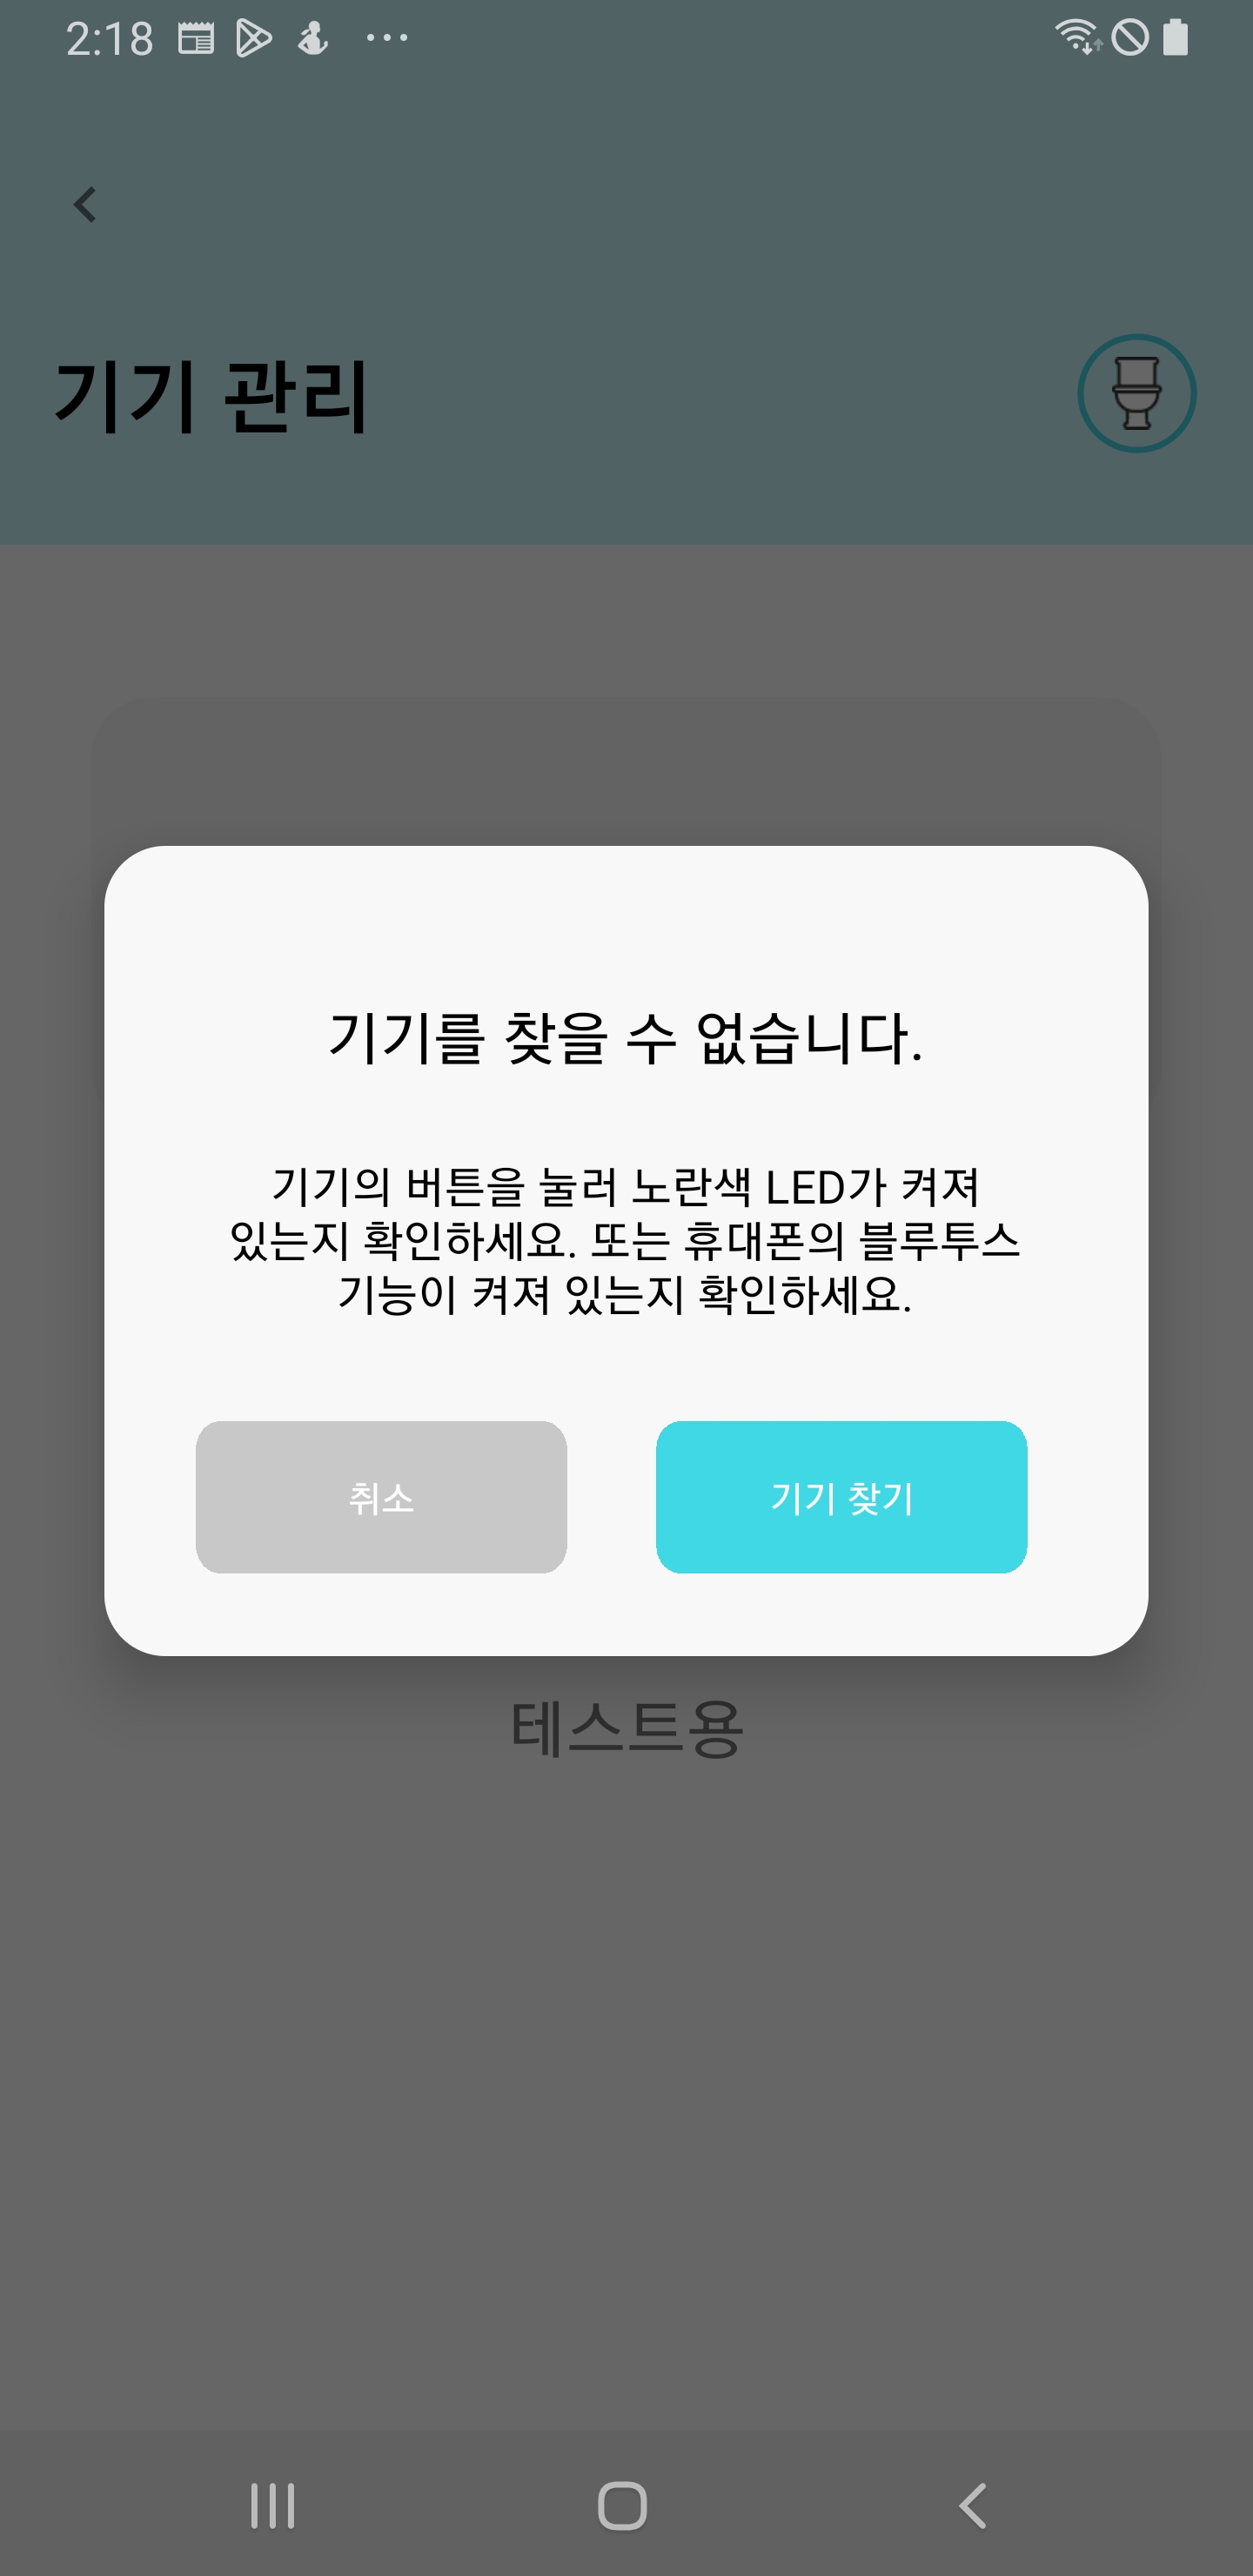 2:18
기기 관리
기기를 찾을 수 없습니다.
기기의 버튼을 눌러 노란색 LED가 켜져
있는지 확인하세요. 또는 휴대폰의 블루투스
기능이 켜져 있는지 확인하세요.
취소
기기 찾기
테스트용